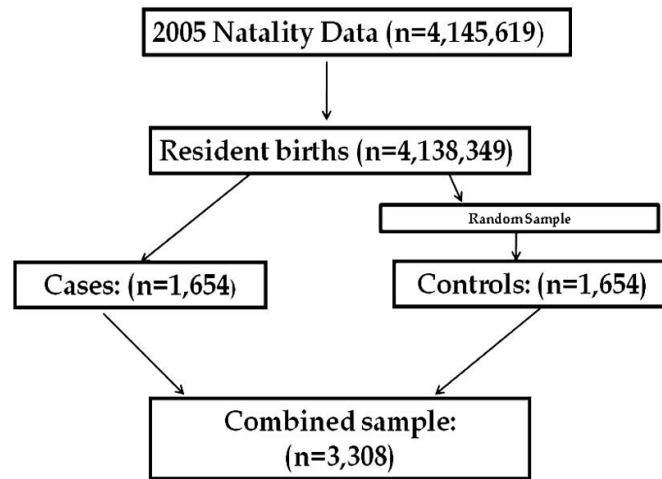 2005 Natality Data (n=4,145,619)
Resident births (n=4,138,349)
Random Sample
Cases: (n=1,654)
Controls: (n=1,654)
Combined sample:
(n=3,308)